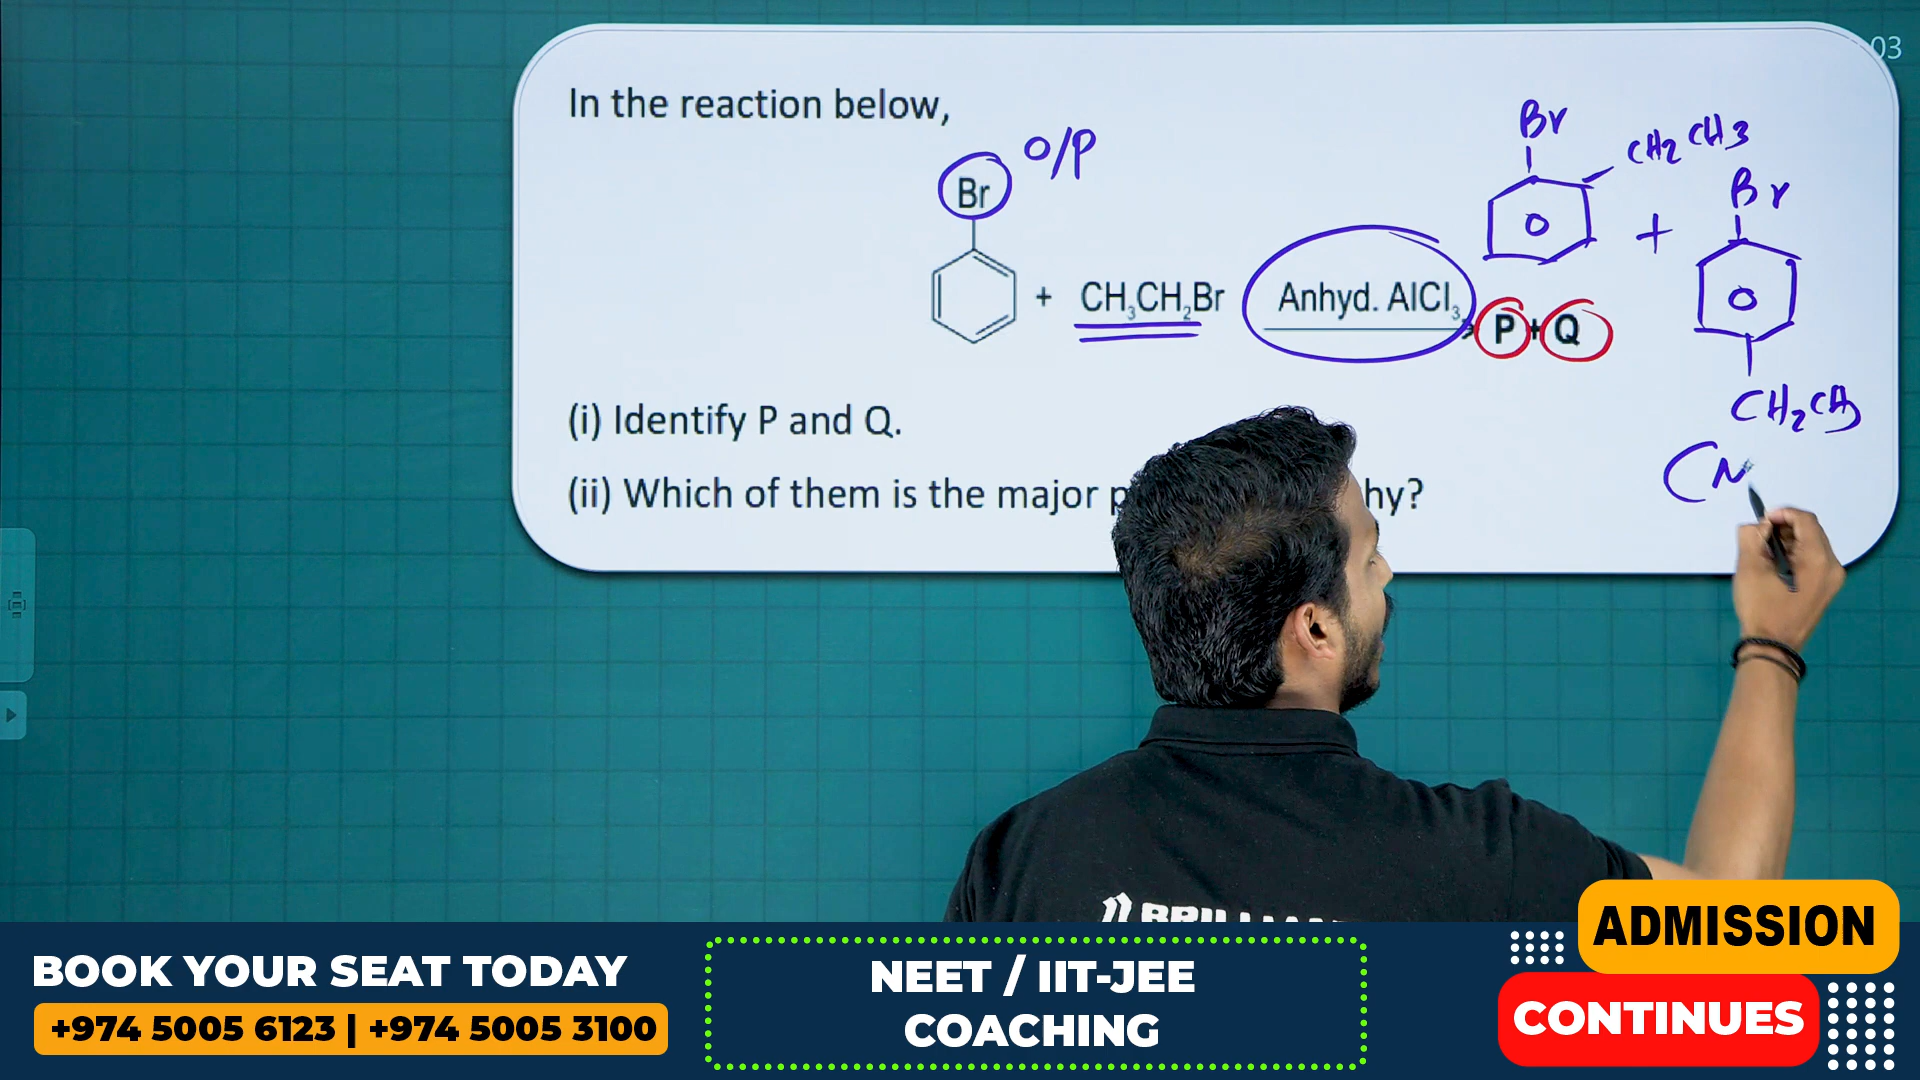 03
In the reaction below,
Br
O/P
Br
CH2CH3
+
Br
CH2CH3
+ CH₃CH₂Br
Anhyd. AlCl₃
P + Q
(i) Identify P and Q.
(ii) Which of them is the major hy?
(M
BOOK YOUR SEAT TODAY
+974 5005 6123 | +974 5005 3100
NEET / IIT-JEE
COACHING
ADMISSION
CONTINUES